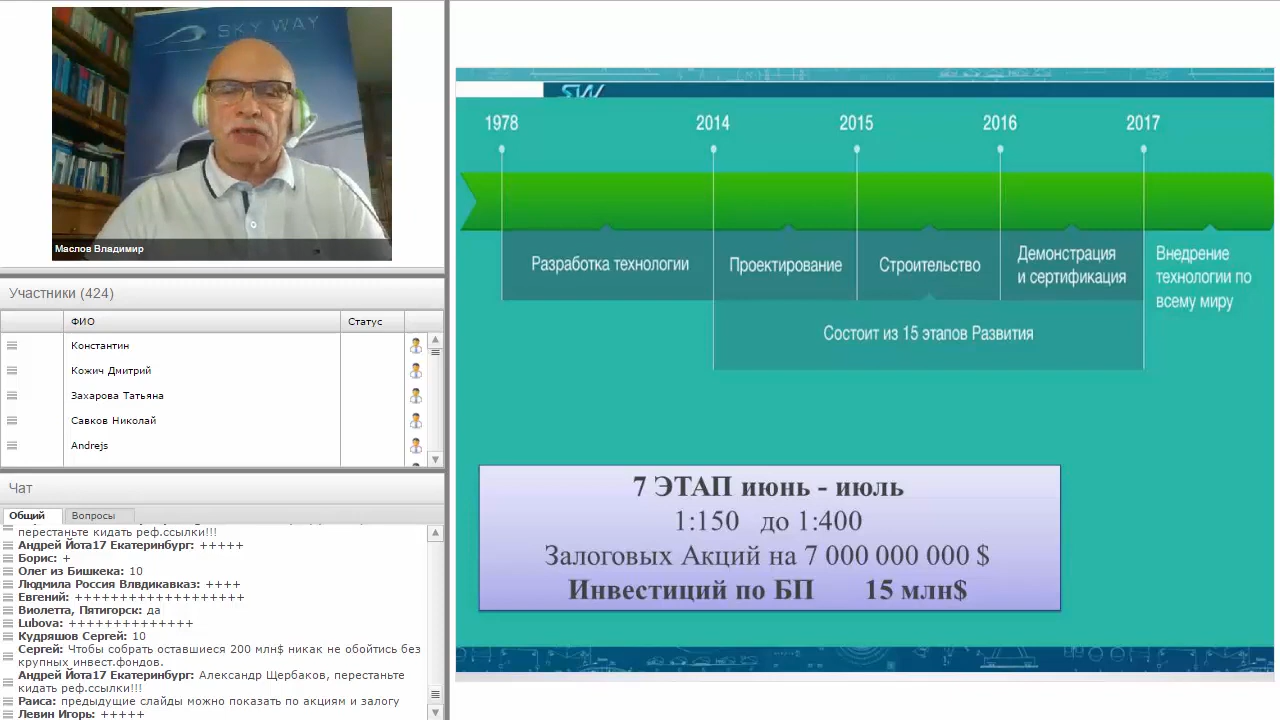 SKY WAY
Маслов Владимир
Участники (424)
ФИО Статус
Константин
Кожич Дмитрий
Захарова Татьяна
Савков Николай
Andrejs
Чат
Общий Вопросы
перестаньте кидать реф.ссылки!!!
Андрей Йота17 Екатеринбург: +++++
Борис: +
Олег из Бишкека: 10
Людмила Россия Влвдикавказ: ++++
Евгений: +++++++++++++++++++
Виолетта, Пятигорск: да
Lubova: ++++++++++++++
Кудряшов Сергей: 10
Сергей: Чтобы собрать оставшиеся 200 млн$ никак не обойтись без
крупных инвест.фондов.
Андрей Йота17 Екатеринбург: Александр Щербаков, перестаньте
кидать реф.ссылки!!!
Раиса: предыдущие слайды можно показать по акциям и залогу
Левин Игорь: +++++
SW
1978 2014 2015 2016 2017
Разработка технологии
Проектирование
Строительство
Демонстрация
и сертификация
Внедрение
технологии по
всему миру
Состоит из 15 этапов Развития
7 ЭТАП июнь - июль
1:150 до 1:400
Залоговых Акций на 7 000 000 000 $
Инвестиций по БП 15 млн$